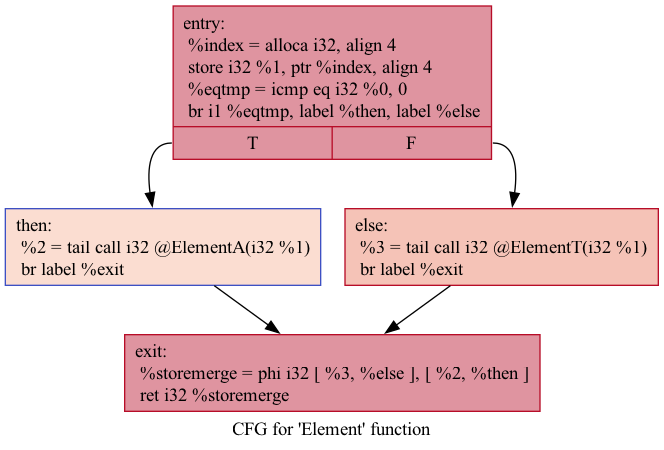 entry:
%index = alloca i32, align 4
store i32 %1, ptr %index, align 4
%eqtmp = icmp eq i32 %0, 0
br i1 %eqtmp, label %then, label %else
T
F
then:
%2 = tail call i32 @ElementA(i32 %1)
br label %exit
else:
%3 = tail call i32 @ElementT(i32 %1)
br label %exit
exit:
%storemerge = phi i32 [ %3, %else ], [ %2, %then ]
ret i32 %storemerge
CFG for 'Element' function